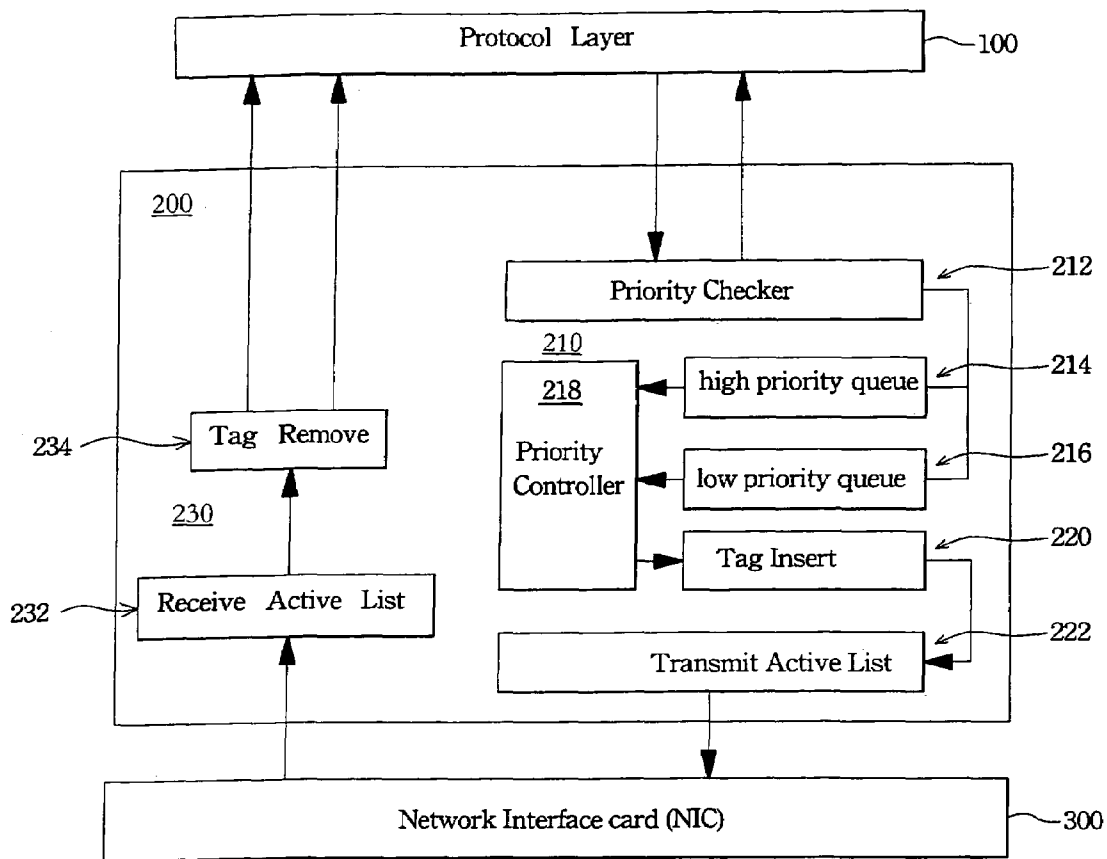 Protocol Layer
100
200
212
Priority Checker
210
214
high priority queue
218
234
Tag Remove
216
Priority
Controller
low priority queue
230
220
Tag Insert
232
Receive Active List
222
Transmit Active List
Network Interface card (NIC)
300